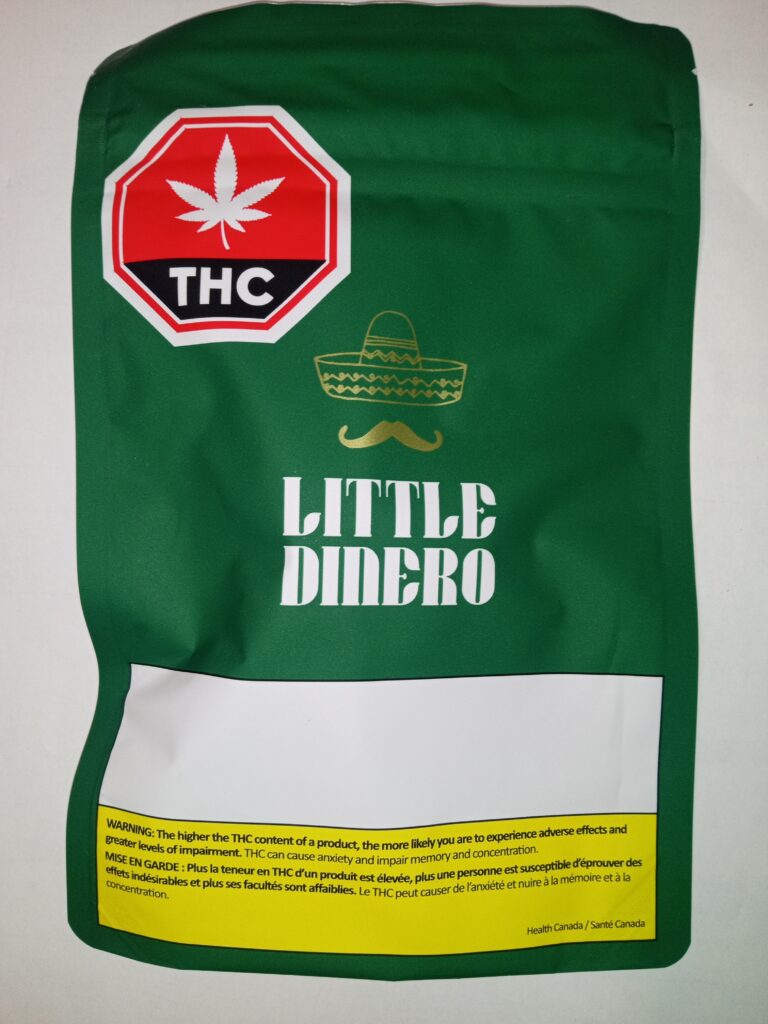 THC
LITTLE
DINERO
WARNING: The higher the THC content of a product, the more likely you are to experience adverse effects and
greater levels of impairment. THC can cause anxiety and impair memory and concentration.
MISE EN GARDE : Plus la teneur en THC d'un produit est élevée, plus une personne est susceptible d'éprouver des
effets indésirables et plus ses facultés sont affaiblies. Le THC peut causer de l'anxiété et nuire à la mémoire et à la
concentration.
Health Canada / Santé Canada